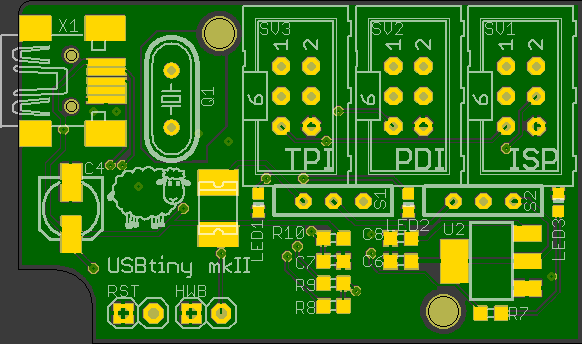 X1
SV3
SV2
SV1
1 2
1 2
1 2
Q1
6
6
6
TPI
PDI
ISP
C4
S1
S2
LED1
LED2
LED3
R10
C8
U2
C7
C6
USBtiny mkII
R9
RST
HWB
R8
R7